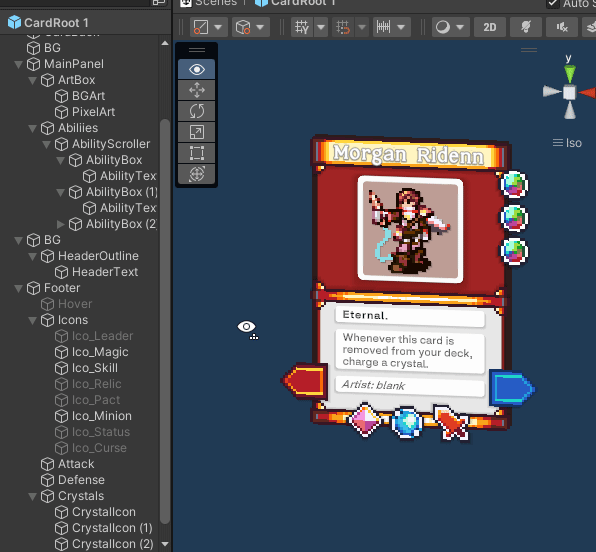 Scenes
CardRoot 1
Auto S
CardRoot 1
BG
MainPanel
ArtBox
BGArt
PixelArt
Abiliies
AbilityScroller
AbilityBox
AbilityTex
AbilityBox (1)
AbilityTex
AbilityBox (2)
BG
HeaderOutline
HeaderText
Footer
Hover
Icons
Ico_Leader
Ico_Magic
Ico_Skill
Ico_Relic
Ico_Pact
Ico_Minion
Ico_Status
Ico_Curse
Attack
Defense
Crystals
CrystalIcon
CrystalIcon (1)
CrystalIcon (2)
2D
y
Iso
Morgan Ridenn
Eternal.
Whenever this card is
removed from your deck,
charge a crystal.
Artist: blank